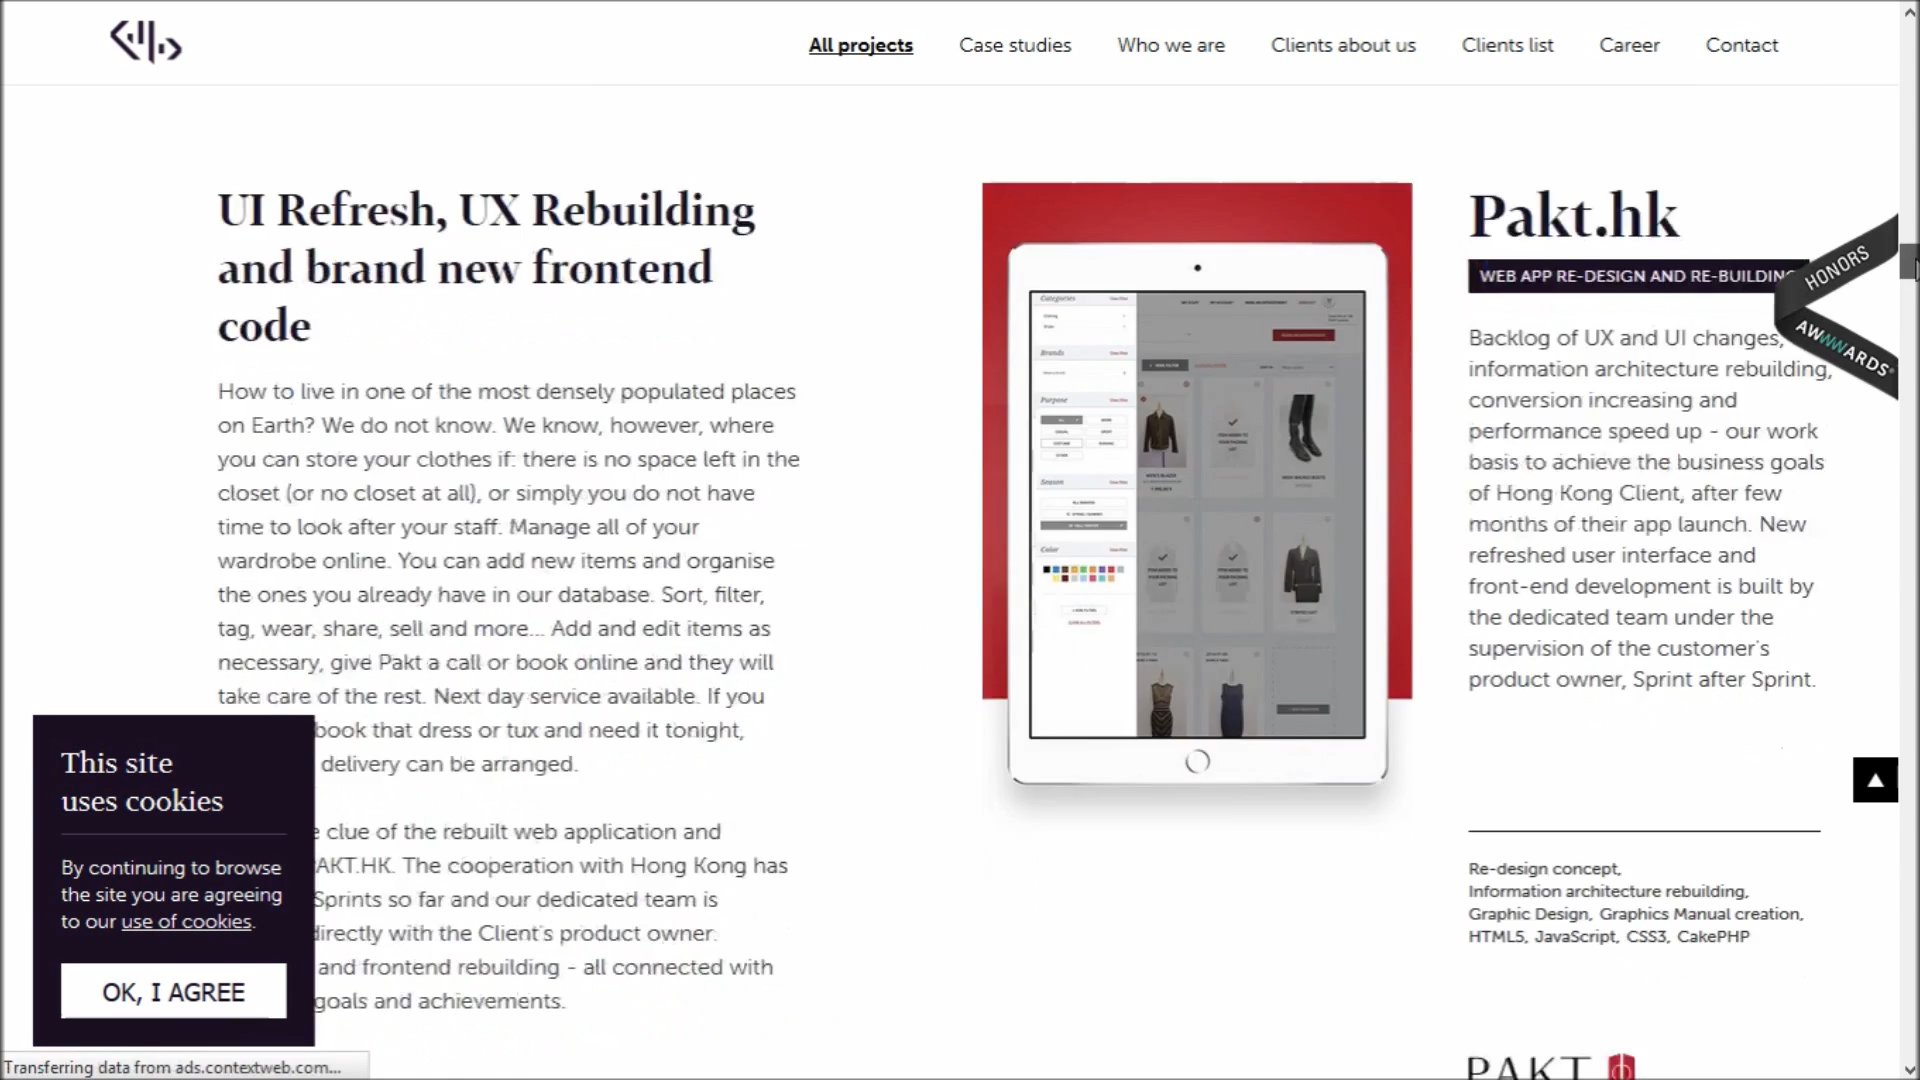 All projects
Case studies
Who we are
Clients about us
Clients list
Career
Contact
UI Refresh, UX Rebuilding
and brand new frontend
code
How to live in one of the most densely populated places
on Earth? We do not know. We know, however, where
you can store your clothes if: there is no space left in the
closet (or no closet at all), or simply you do not have
time to look after your staff. Manage all of your
wardrobe online. You can add new items and organise
the ones you already have in our database. Sort, filter,
tag, wear, share, sell and more... Add and edit items as
necessary, give Pakt a call or book online and they will
take care of the rest. Next day service available. If you
book that dress or tux and need it tonight,
delivery can be arranged.
clue of the rebuilt web application and
PAKT.HK. The cooperation with Hong Kong has
Sprints so far and our dedicated team is
directly with the Client's product owner.
and frontend rebuilding - all connected with
goals and achievements.
Categories
Brands
Purpose
Season
Color
Pakt.hk
WEB APP RE-DESIGN AND RE-BUILDING
HONORS
AWWWARDS
Backlog of UX and UI changes,
information architecture rebuilding,
conversion increasing and
performance speed up - our work
basis to achieve the business goals
of Hong Kong Client, after few
months of their app launch. New
refreshed user interface and
front-end development is built by
the dedicated team under the
supervision of the customer's
product owner, Sprint after Sprint.
Re-design concept,
Information architecture rebuilding,
Graphic Design, Graphics Manual creation,
HTML5, JavaScript, CSS3, CakePHP
PAKT
This site
uses cookies
By continuing to browse
the site you are agreeing
to our use of cookies.
OK, I AGREE
Transferring data from ads.contextweb.com...